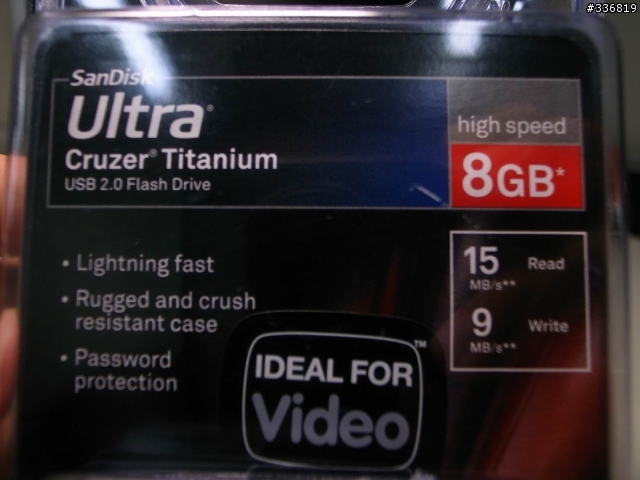 #336819
SanDisk
Ultra®
Cruzer® Titanium
USB 2.0 Flash Drive
high speed
8GB*
• Lightning fast
• Rugged and crush
resistant case
• Password
protection
15 Read
MB/s**
9 Write
MB/s**
IDEAL FOR™
Video